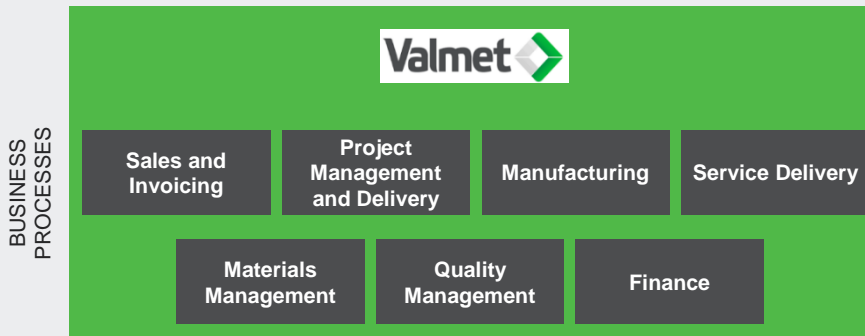 BUSINESS
PROCESSES
Valmet
Sales and
Invoicing
Project
Management
and Delivery
Manufacturing
Service Delivery
Materials
Management
Quality
Management
Finance